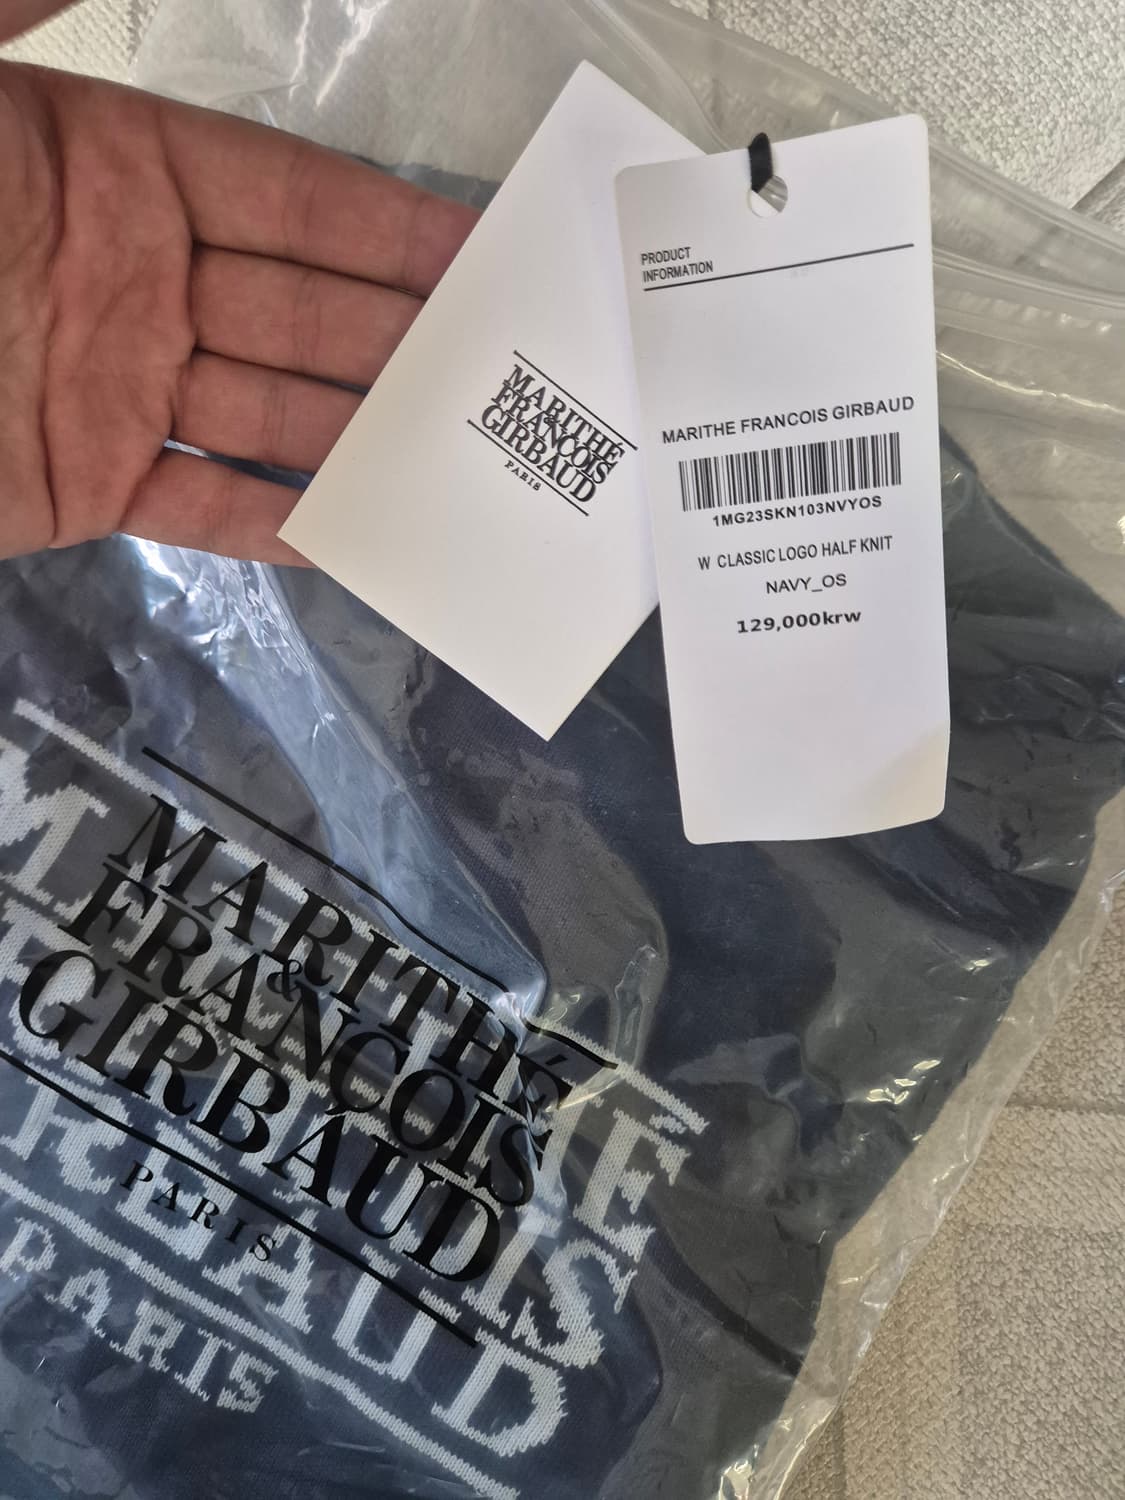 MARITHÉ
&
FRANÇOIS
GIRBAUD
PARIS
PRODUCT
INFORMATION
MARITHE FRANCOIS GIRBAUD
1MG23SKN103NVYOS
W CLASSIC LOGO HALF KNIT
NAVY_OS
129,000krw
MARITHÉ
&
FRANÇOIS
GIRBAUD
PARIS
PARIS